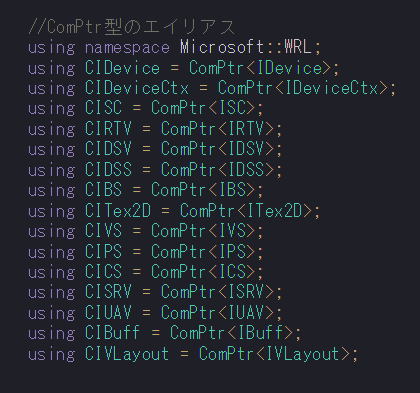 //ComPtr型のエイリアス
using namespace Microsoft::WRL;
using CIDevice = ComPtr<IDevice>;
using CIDeviceCtx = ComPtr<IDeviceCtx>;
using CISC = ComPtr<ISC>;
using CIRTV = ComPtr<IRTV>;
using CIDSV = ComPtr<IDSV>;
using CIDSS = ComPtr<IDSS>;
using CIBS = ComPtr<IBS>;
using CITex2D = ComPtr<ITex2D>;
using CIVS = ComPtr<IVS>;
using CIPS = ComPtr<IPS>;
using CICS = ComPtr<ICS>;
using CISRV = ComPtr<ISRV>;
using CIUAV = ComPtr<IUAV>;
using CIBuff = ComPtr<IBuff>;
using CIVLayout = ComPtr<IVLayout>;